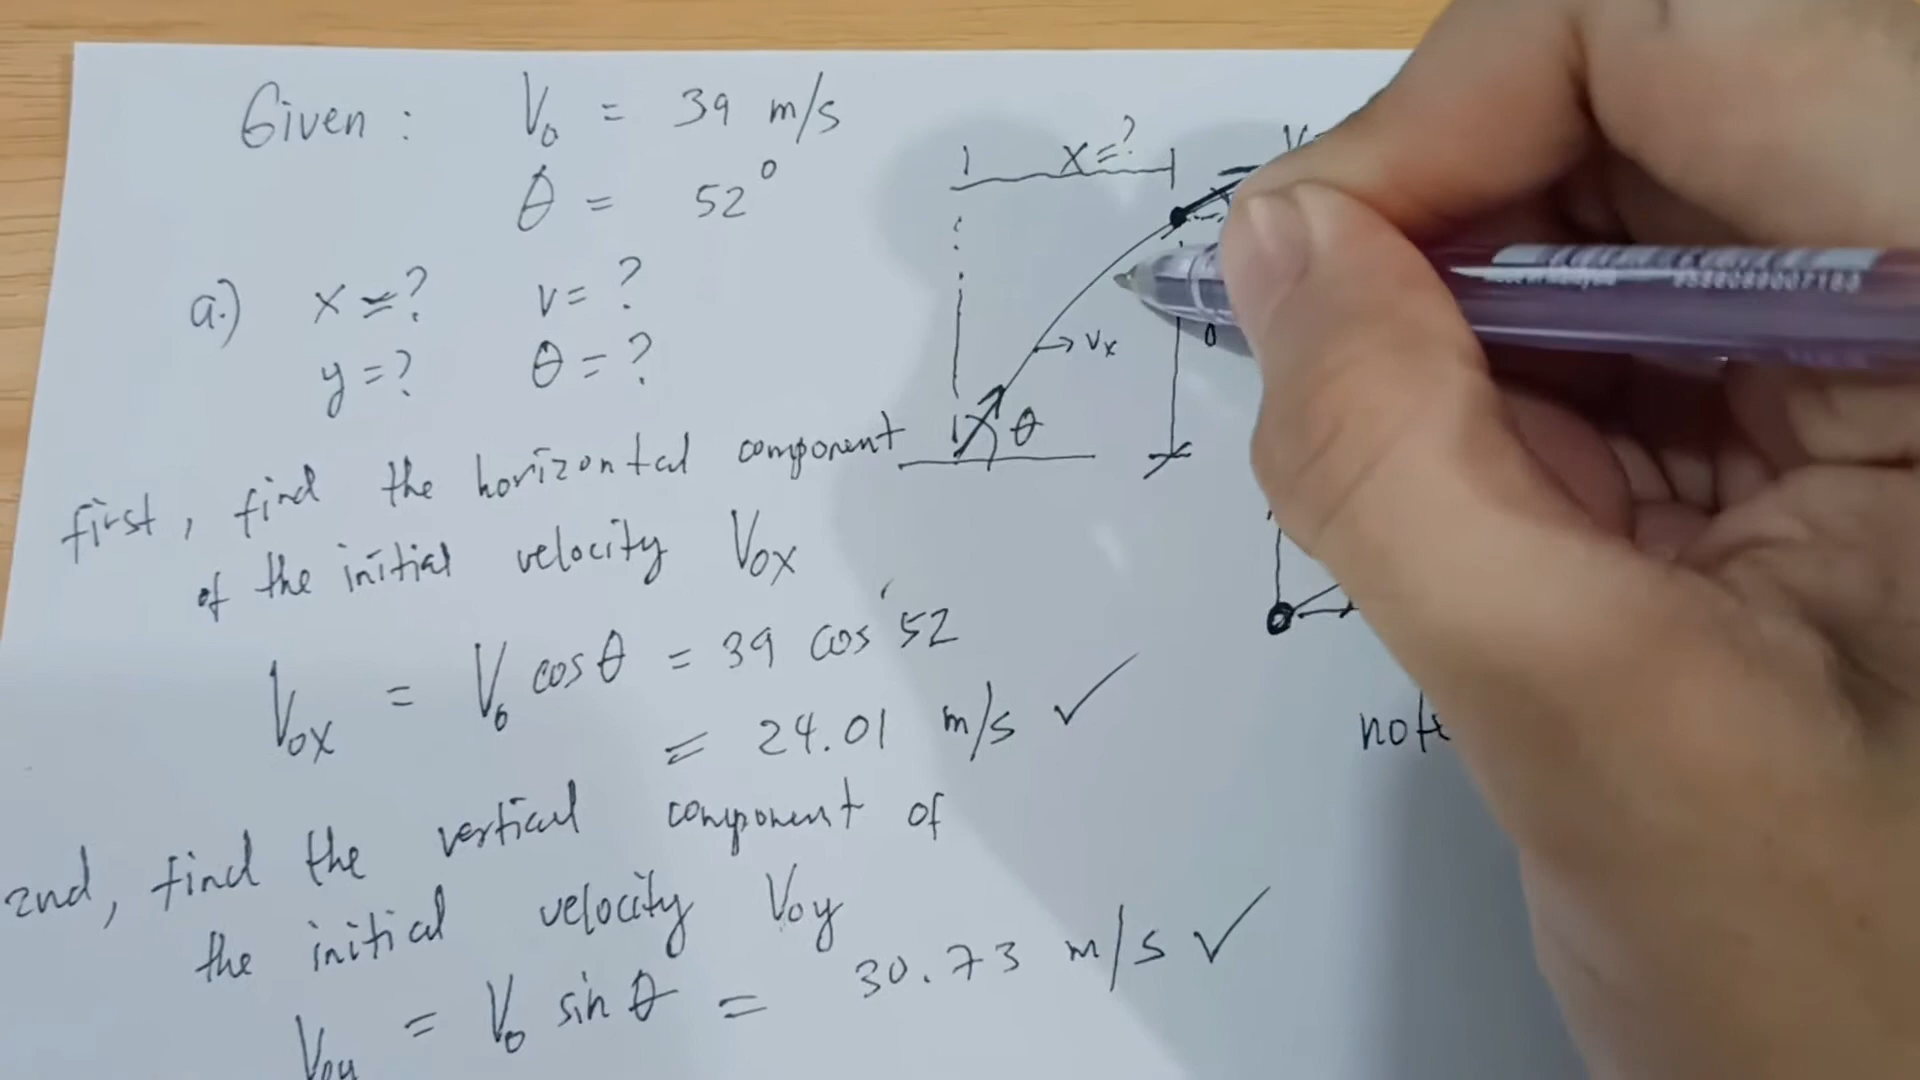 Given : V₀ = 39 m/s
θ = 52°
a.) x = ? v = ?
y = ? θ = ?
first, find the horizontal component
of the initial velocity V₀x
V₀x = V₀ cos θ = 39 cos 52
= 24.01 m/s ✓
2nd, find the vertical component of
the initial velocity V₀y
V₀y = V₀ sin θ = 30.73 m/s ✓
x = ?
Vx
θ
9556089007183